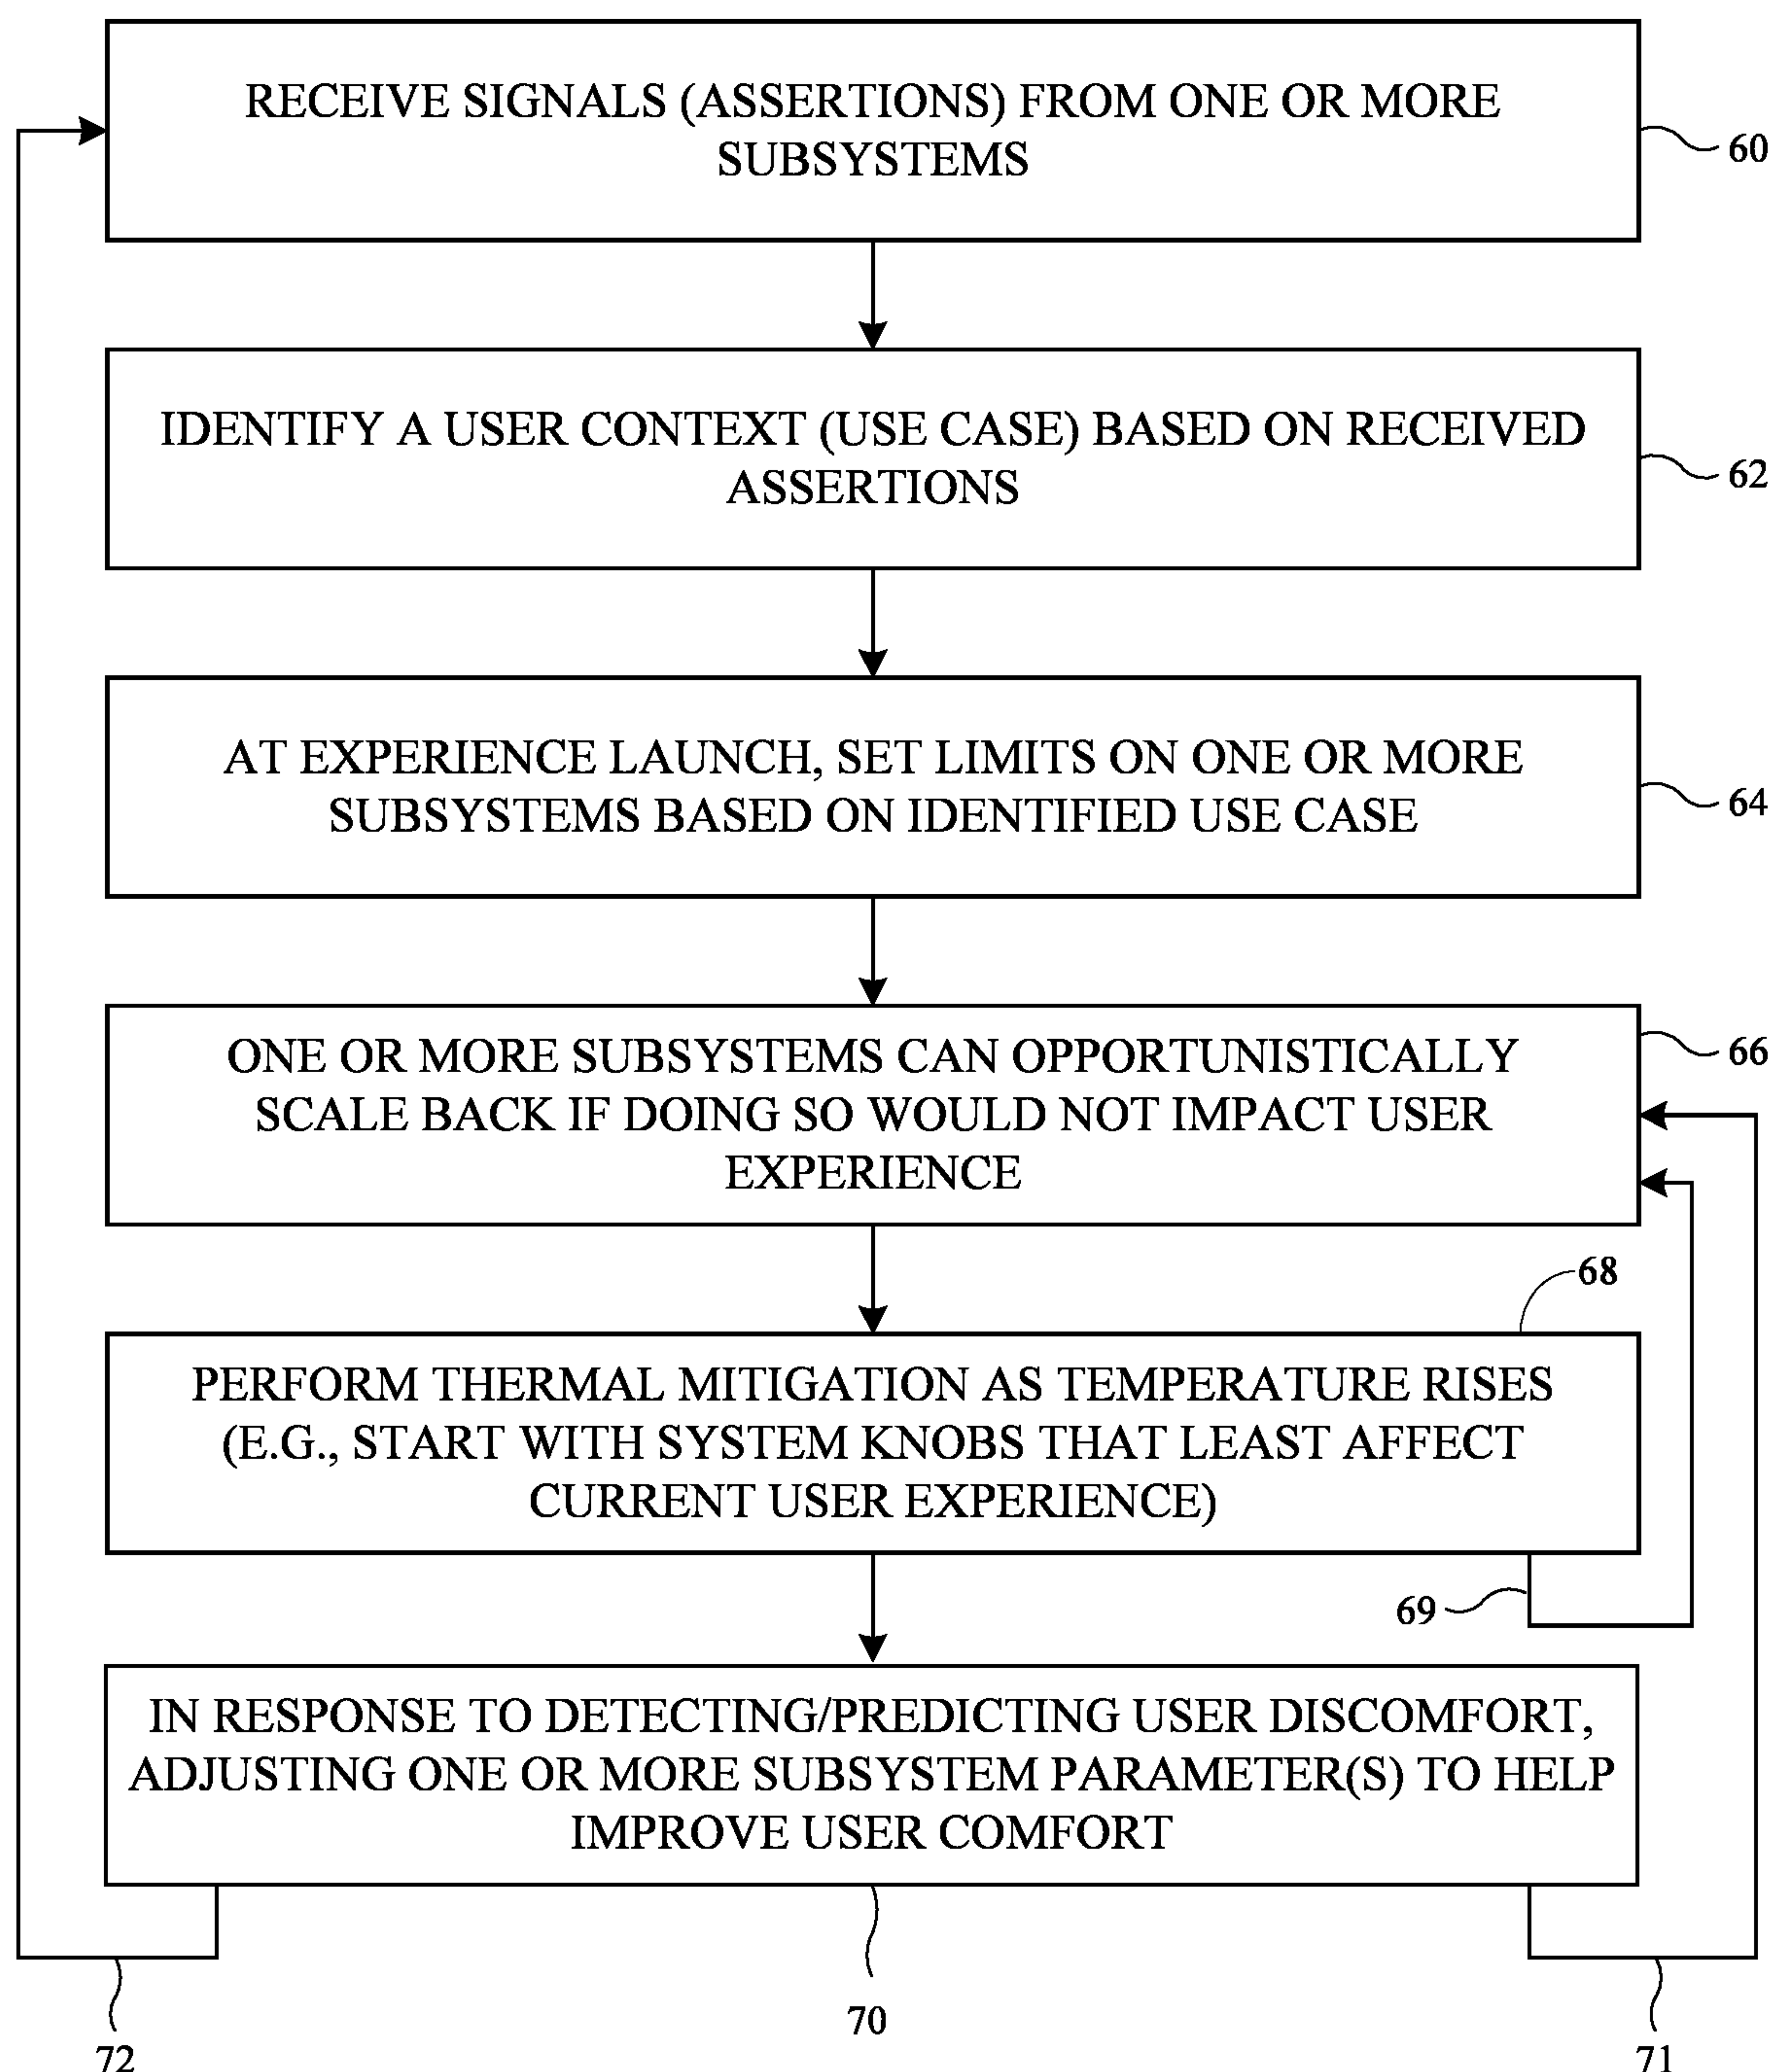 RECEIVE SIGNALS (ASSERTIONS) FROM ONE OR MORE
SUBSYSTEMS
60
IDENTIFY A USER CONTEXT (USE CASE) BASED ON RECEIVED
ASSERTIONS
62
AT EXPERIENCE LAUNCH, SET LIMITS ON ONE OR MORE
SUBSYSTEMS BASED ON IDENTIFIED USE CASE
64
ONE OR MORE SUBSYSTEMS CAN OPPORTUNISTICALLY
SCALE BACK IF DOING SO WOULD NOT IMPACT USER
EXPERIENCE
66
68
PERFORM THERMAL MITIGATION AS TEMPERATURE RISES
(E.G., START WITH SYSTEM KNOBS THAT LEAST AFFECT
CURRENT USER EXPERIENCE)
69
IN RESPONSE TO DETECTING/PREDICTING USER DISCOMFORT,
ADJUSTING ONE OR MORE SUBSYSTEM PARAMETER(S) TO HELP
IMPROVE USER COMFORT
70
72
71